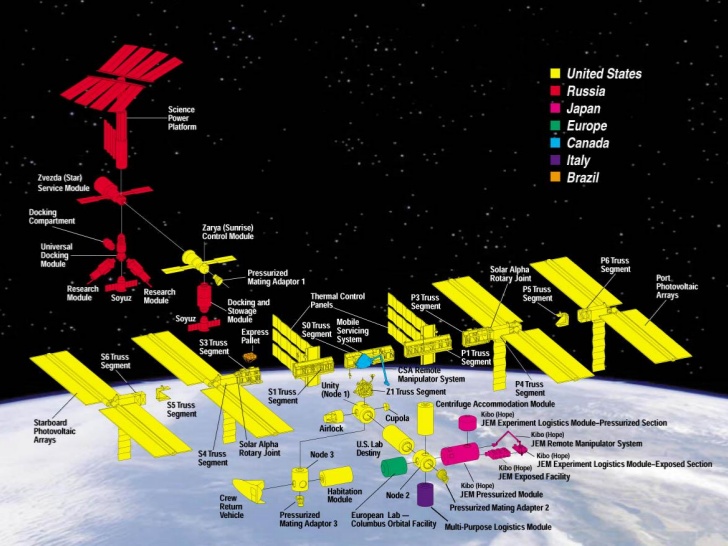 United States
Russia
Japan
Europe
Canada
Italy
Brazil
Science
Power
Platform
Zvezda (Star)
Service Module
Docking
Compartment
Universal
Docking
Module
Research
Module
Soyuz
Research
Module
Zarya (Sunrise)
Control Module
Pressurized
Mating Adaptor 1
Soyuz
Docking and
Stowage
Module
Express
Pallet
S3 Truss
Segment
Thermal Control
Panels
S0 Truss
Segment
Mobile
Servicing
System
P3 Truss
Segment
Solar Alpha
Rotary Joint
P5 Truss
Segment
P6 Truss
Segment
Port
Photovoltaic
Arrays
S6 Truss
Segment
S5 Truss
Segment
Starboard
Photovoltaic
Arrays
S4 Truss
Segment
Solar Alpha
Rotary Joint
S1 Truss
Segment
Unity
(Node 1)
CSA Remote
Manipulator System
Z1 Truss Segment
P1 Truss
Segment
P4 Truss
Segment
Airlock
Cupola
Centrifuge Accommodation Module
Kibo (Hope)
JEM Experiment Logistics Module–Pressurized Section
Kibo (Hope)
JEM Remote Manipulator System
Kibo (Hope)
JEM Experiment Logistics Module–Exposed Section
Kibo (Hope)
JEM Exposed Facility
Kibo (Hope)
JEM Pressurized Module
U.S. Lab
Destiny
Node 3
Habitation
Module
Crew
Return
Vehicle
Pressurized
Mating Adaptor 3
Node 2
European Lab —
Columbus Orbital Facility
Pressurized Mating Adaptor 2
Multi-Purpose Logistics Module